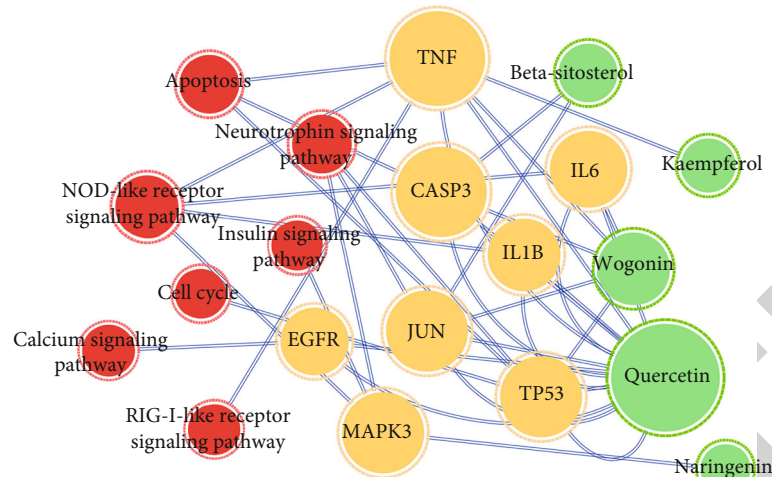 TNF
Beta-sitosterol
Apoptosis
Neurotrophin signaling
pathway
Kaempferol
IL6
CASP3
NOD-like receptor
signaling pathway
Insulin signaling
pathway
IL1B
Wogonin
Cell cycle
Calcium signaling
pathway
EGFR
JUN
Quercetin
TP53
RIG-I-like receptor
signaling pathway
MAPK3
Naringenin